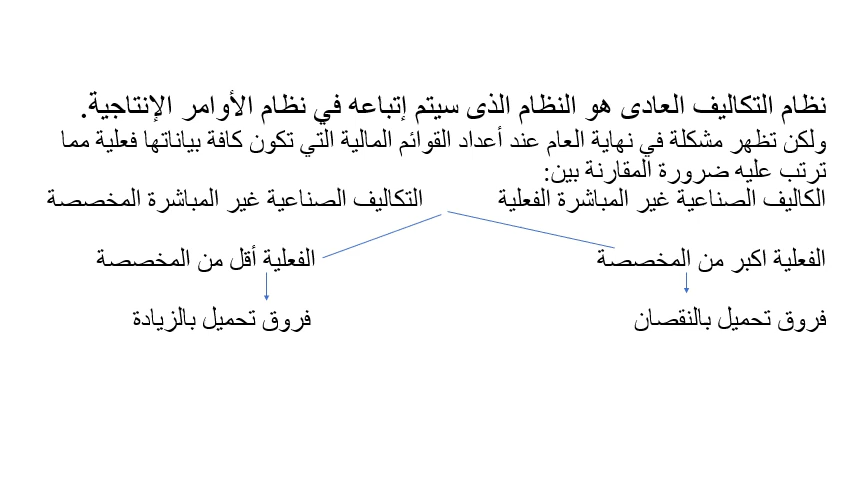 نظام التكاليف العادى هو النظام الذى سيتم إتباعه في نظام الأوامر الإنتاجية.
ولكن تظهر مشكلة في نهاية العام عند أعداد القوائم المالية التي تكون كافة بياناتها فعلية مما
ترتب عليه ضرورة المقارنة بين:
الكاليف الصناعية غير المباشرة الفعلية التكاليف الصناعية غير المباشرة المخصصة
الفعلية اكبر من المخصصة الفعلية أقل من المخصصة
فروق تحميل بالنقصان فروق تحميل بالزيادة